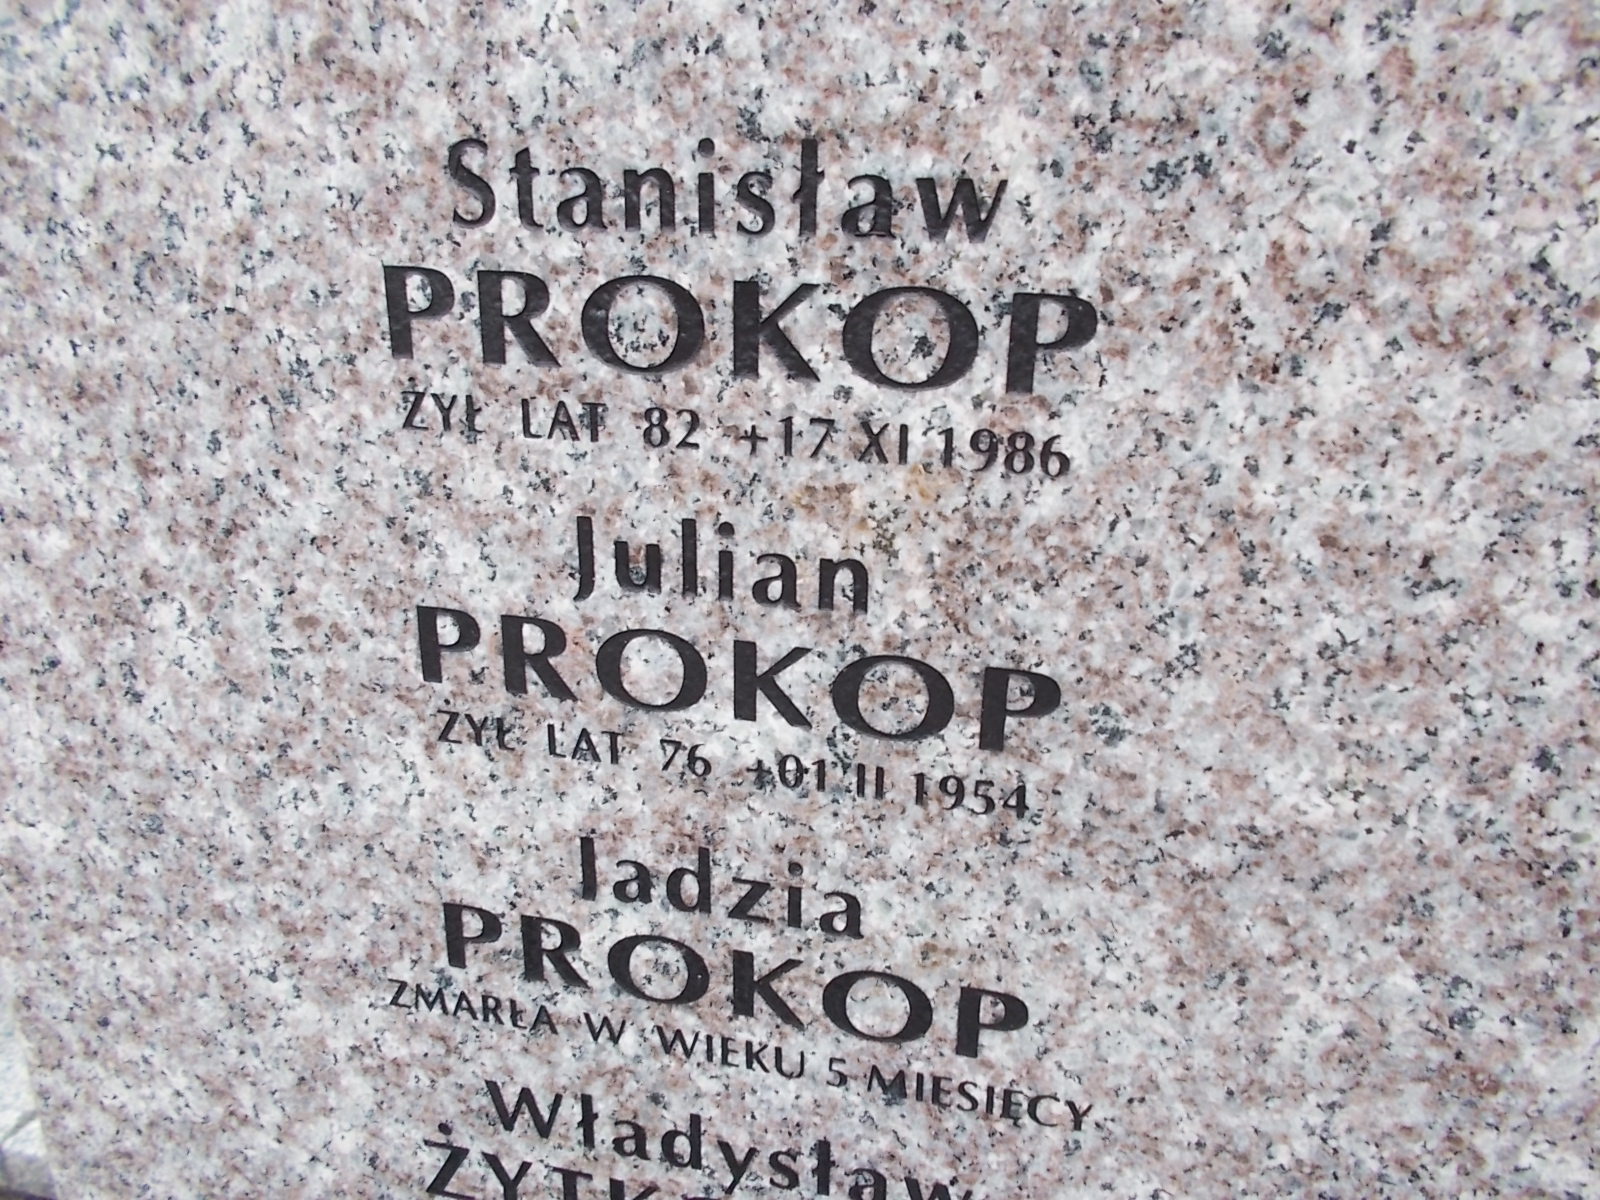 Stanisław
PROKOP
ŻYŁ LAT 82 +17 XI 1986
Julian
PROKOP
ŻYŁ LAT 76 +01 II 1954
Jadzia
PROKOP
ZMARŁA W WIEKU 5 MIESIĘCY
Władysław